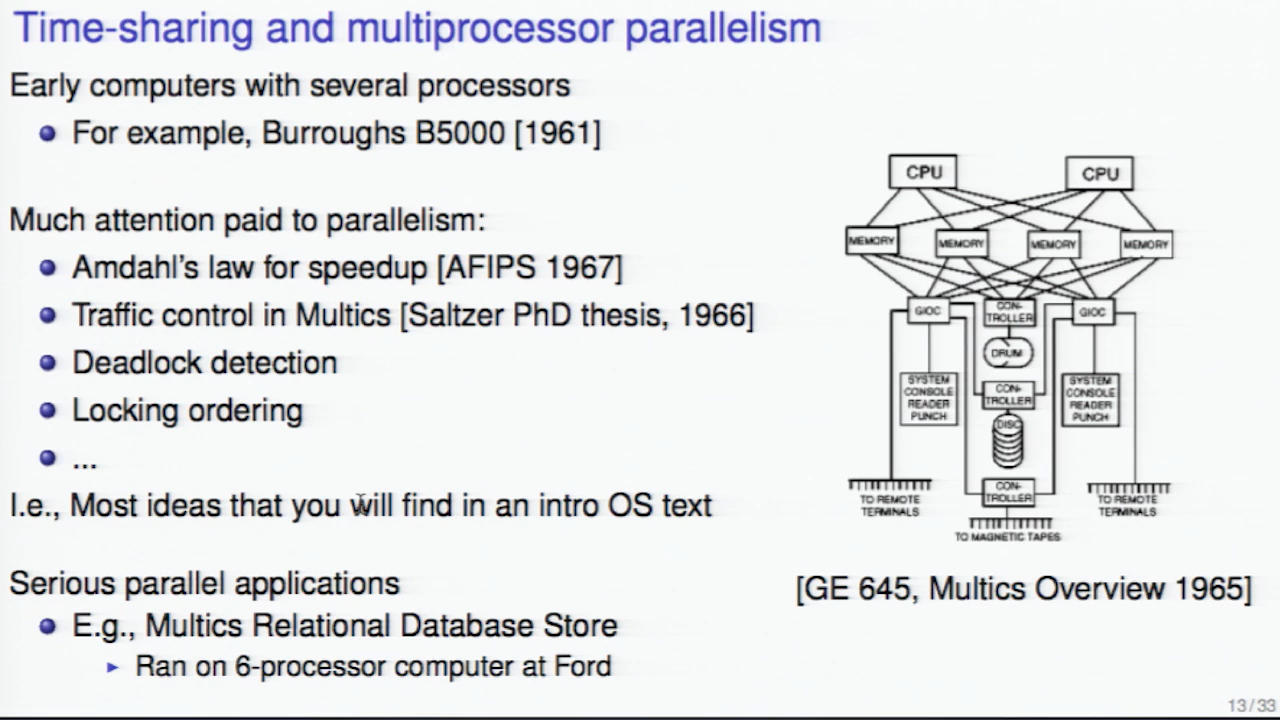 Time-sharing and multiprocessor parallelism
Early computers with several processors
For example, Burroughs B5000 [1961]
Much attention paid to parallelism:
Amdahl's law for speedup [AFIPS 1967]
Traffic control in Multics [Saltzer PhD thesis, 1966]
Deadlock detection
Locking ordering
...
I.e., Most ideas that you will find in an intro OS text
Serious parallel applications
E.g., Multics Relational Database Store
Ran on 6-processor computer at Ford
CPU CPU
MEMORY MEMORY MEMORY MEMORY
GIOC
CON-
TROLLER
GIOC
DRUM
SYSTEM
CONSOLE
READER
PUNCH
CON-
TROLLER
SYSTEM
CONSOLE
READER
PUNCH
DISC
CON-
TROLLER
TO REMOTE
TERMINALS
TO REMOTE
TERMINALS
TO MAGNETIC TAPES
[GE 645, Multics Overview 1965]
13/33